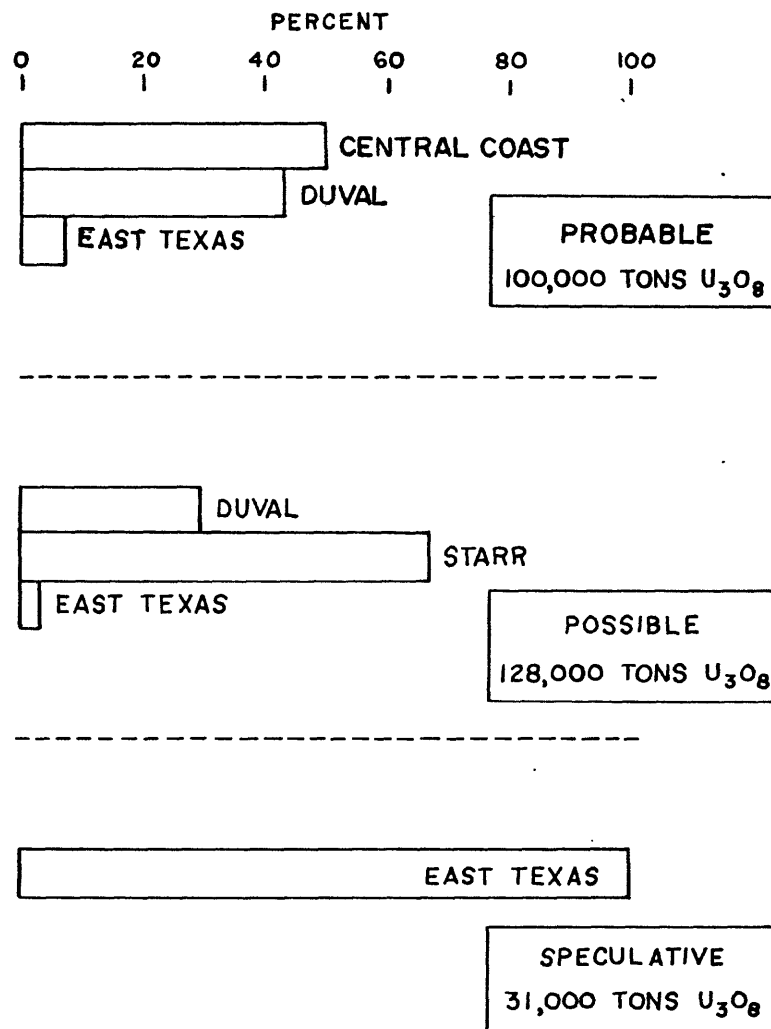 PERCENT
0 20 40 60 80 100
CENTRAL COAST
DUVAL
EAST TEXAS
PROBABLE
100,000 TONS U₃O₈
DUVAL
STARR
EAST TEXAS
POSSIBLE
128,000 TONS U₃O₈
EAST TEXAS
SPECULATIVE
31,000 TONS U₃O₈